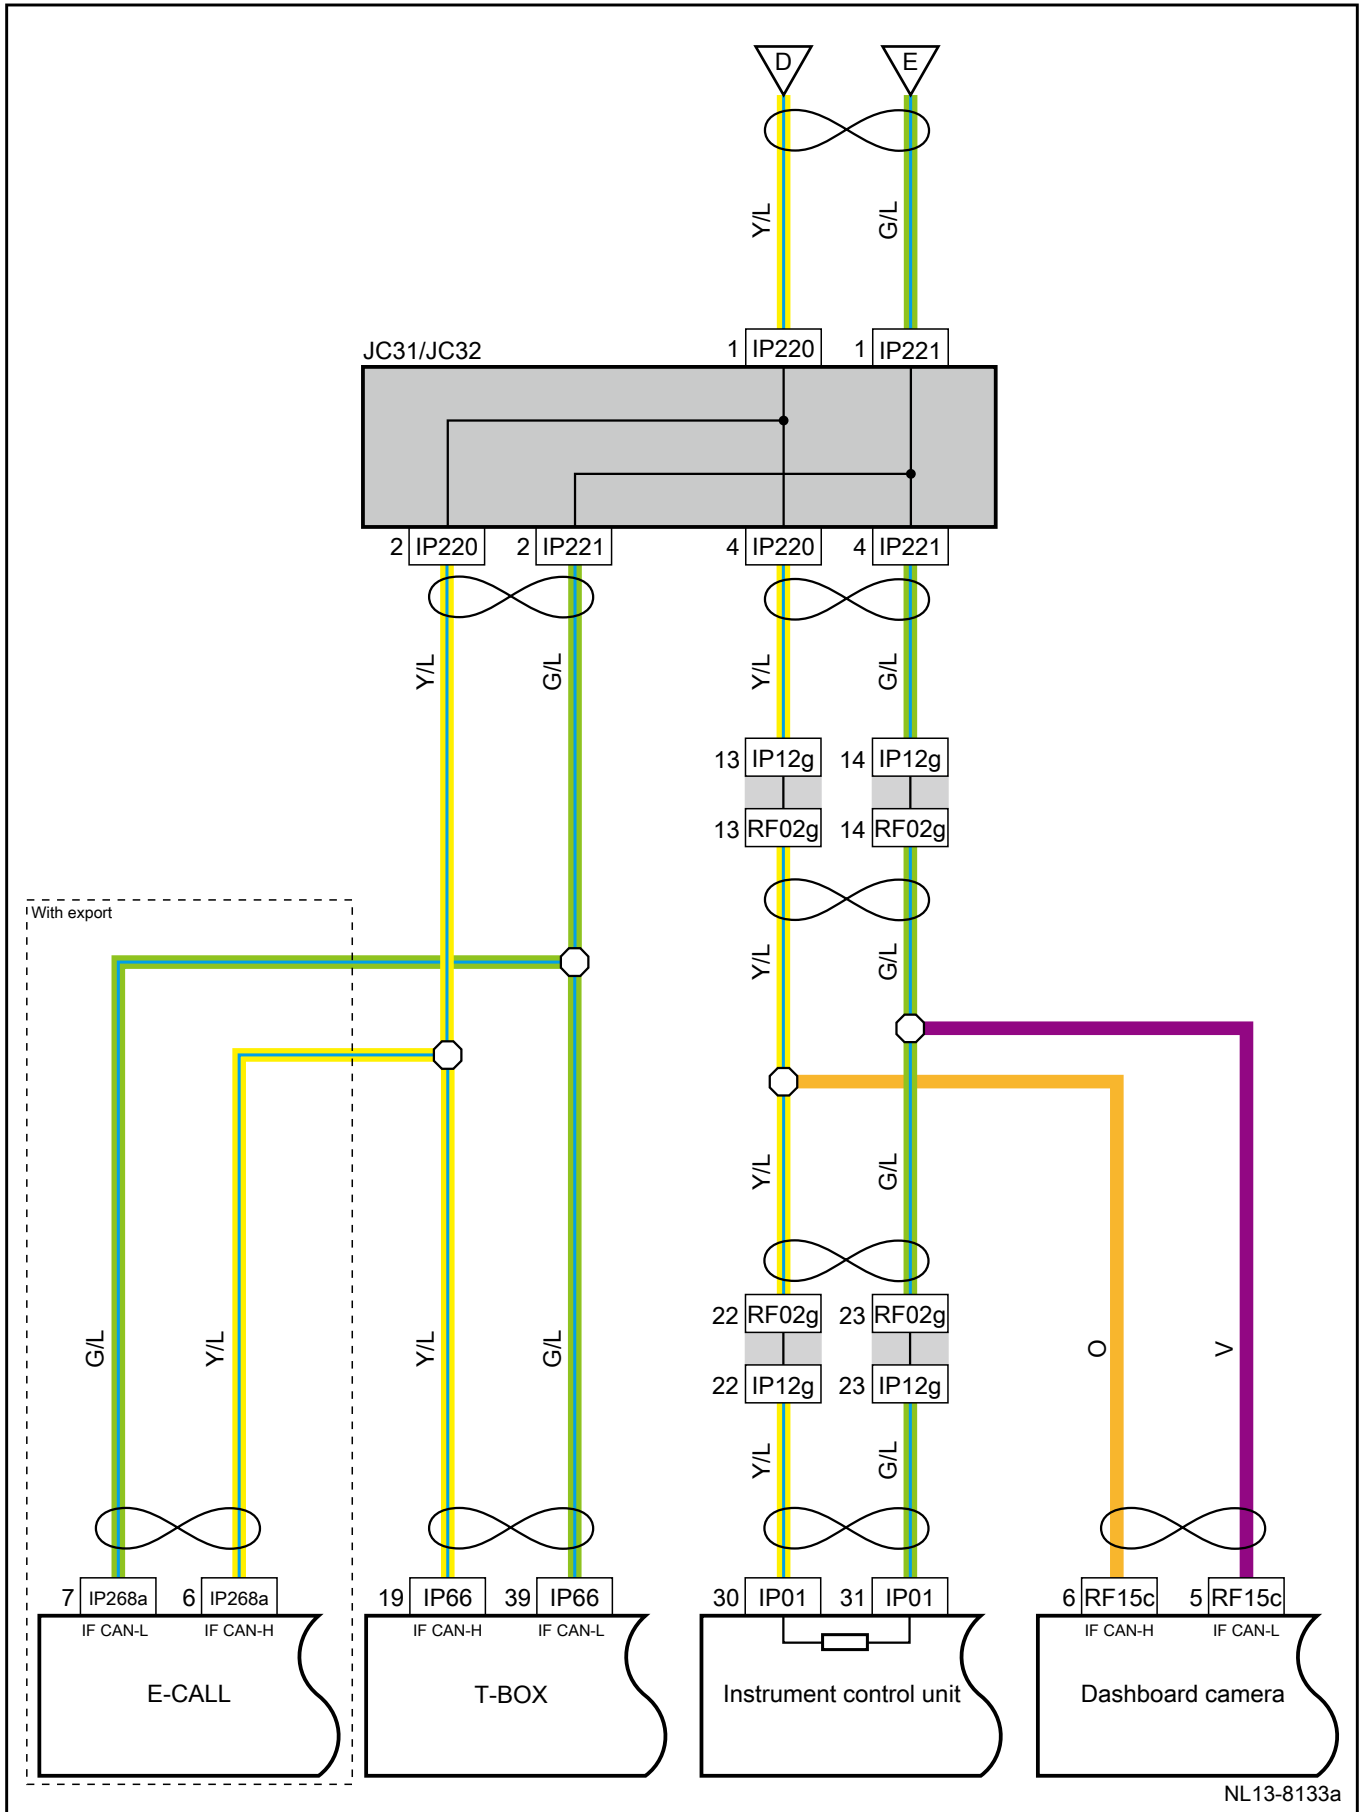 D E
Y/L G/L
JC31/JC32 1 IP220 1 IP221
2 IP220 2 IP221 4 IP220 4 IP221
Y/L G/L Y/L G/L
13 IP12g 14 IP12g
13 RF02g 14 RF02g
With export
Y/L G/L
Y/L G/L
22 RF02g 23 RF02g
G/L Y/L Y/L G/L O V
22 IP12g 23 IP12g
Y/L G/L
7 IP268a 6 IP268a 19 IP66 39 IP66 30 IP01 31 IP01 6 RF15c 5 RF15c
IF CAN-L IF CAN-H IF CAN-H IF CAN-L IF CAN-H IF CAN-L
E-CALL T-BOX Instrument control unit Dashboard camera
NL13-8133a